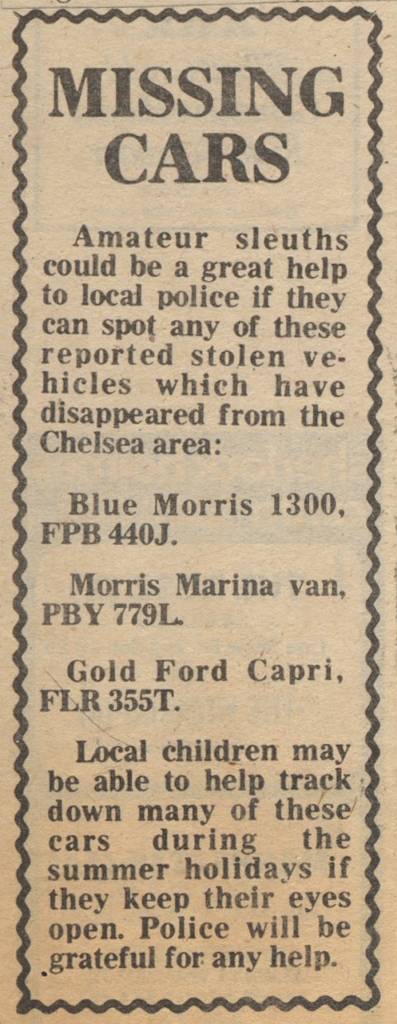 MISSING
CARS
Amateur sleuths
could be a great help
to local police if they
can spot any of these
reported stolen ve-
hicles which have
disappeared from the
Chelsea area:
Blue Morris 1300,
FPB 440J.
Morris Marina van,
PBY 779L.
Gold Ford Capri,
FLR 355T.
Local children may
be able to help track
down many of these
cars during the
summer holidays if
they keep their eyes
open. Police will be
grateful for any help.